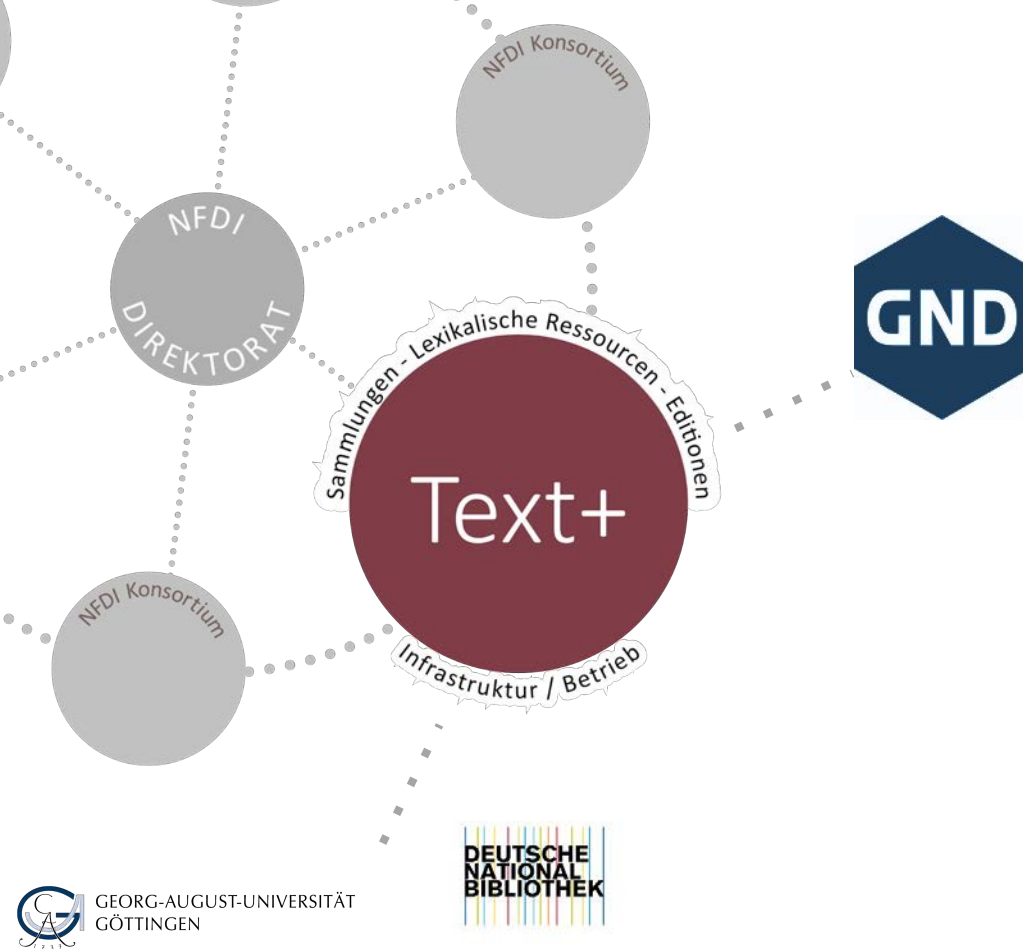 NFDI Konsortium
NFDI
DIREKTORAT
GND
Sammlungen - Lexikalische Ressourcen - Editionen
Text+
NFDI Konsortium
Infrastruktur / Betrieb
DEUTSCHE
NATIONAL
BIBLIOTHEK
GEORG-AUGUST-UNIVERSITÄT
GÖTTINGEN